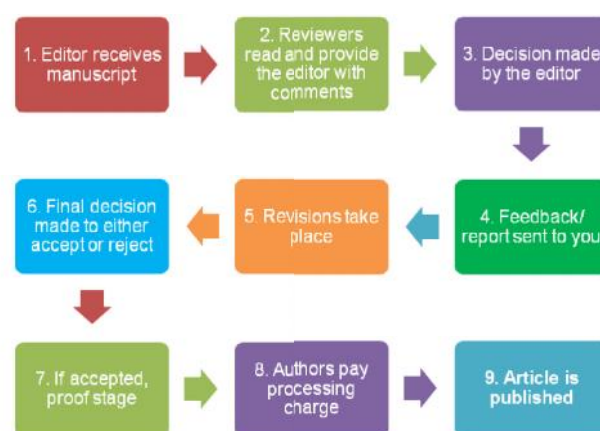 1. Editor receives
manuscript
2. Reviewers
read and provide
the editor with
comments
3. Decision made
by the editor
4. Feedback/
report sent to you
5. Revisions take
place
6. Final decision
made to either
accept or reject
7. If accepted,
proof stage
8. Authors pay
processing
charge
9. Article is
published